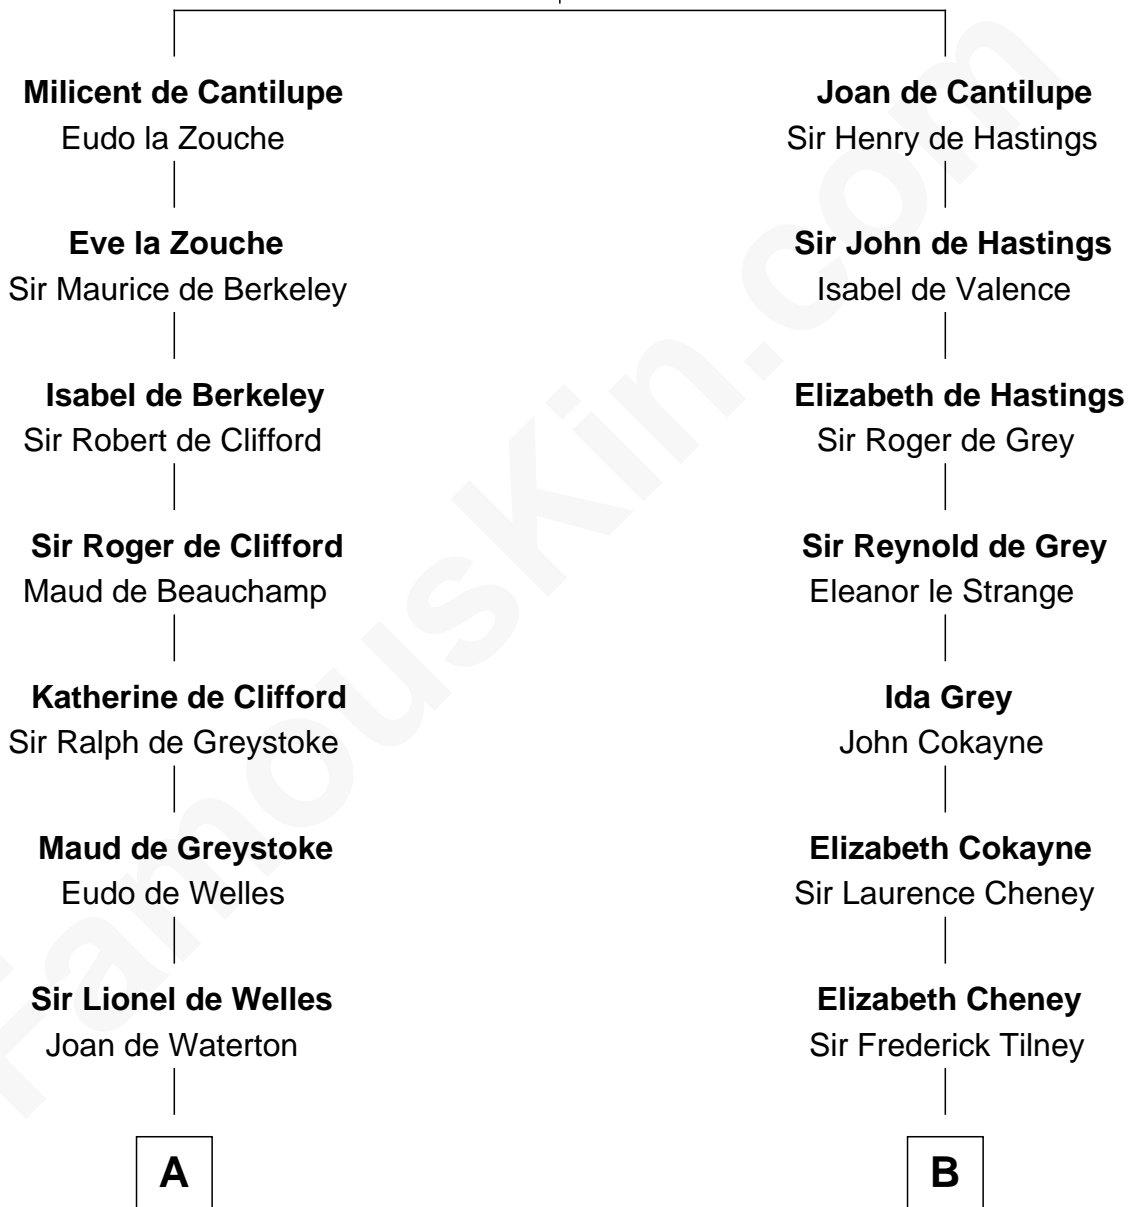 Milicent de Cantilupe
Eudo la Zouche
Eve la Zouche
Sir Maurice de Berkeley
Isabel de Berkeley
Sir Robert de Clifford
Sir Roger de Clifford
Maud de Beauchamp
Katherine de Clifford
Sir Ralph de Greystoke
Maud de Greystoke
Eudo de Welles
Sir Lionel de Welles
Joan de Waterton
A
Joan de Cantilupe
Sir Henry de Hastings
Sir John de Hastings
Isabel de Valence
Elizabeth de Hastings
Sir Roger de Grey
Sir Reynold de Grey
Eleanor le Strange
Ida Grey
John Cokayne
Elizabeth Cokayne
Sir Laurence Cheney
Elizabeth Cheney
Sir Frederick Tilney
B
FamousKin.com